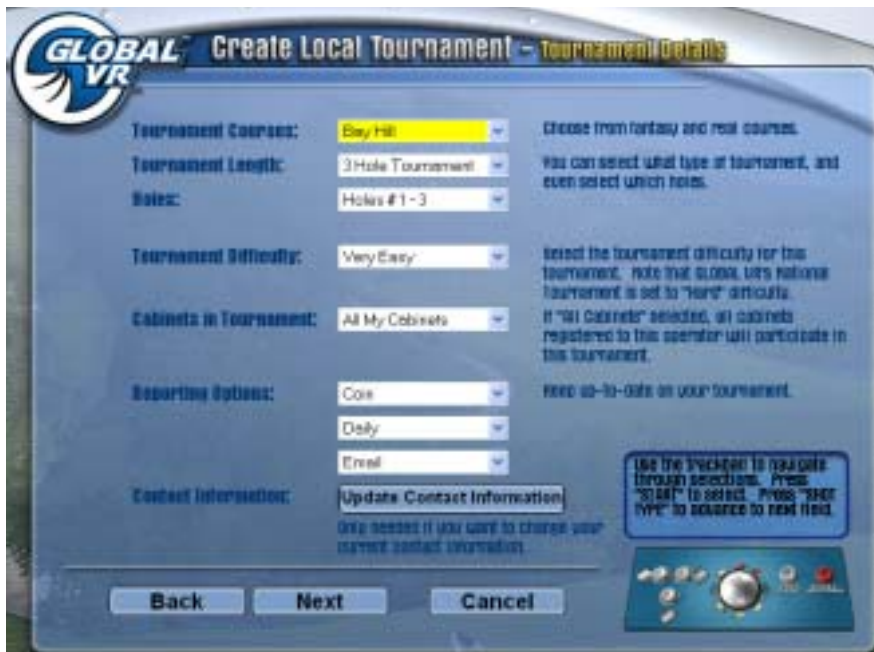 GLOBAL VR
Create Local Tournament - Tournament Details
Tournament Courses:
Bay Hill
Choose from fantasy and real courses.
Tournament Length:
3 Hole Tournament
You can select what type of tournament, and
even select which holes.
Holes:
Holes #1-3
Tournament Difficulty:
Very Easy
Select the tournament difficulty for this
tournament. Note that GLOBAL VR's National
Tournament is set to "Hard" difficulty.
Cabinets in Tournament:
All My Cabinets
If "All Cabinets" selected, all cabinets
registered to this operator will participate in
this tournament.
Reporting Options:
Coin
Keep up-to-date on your tournament.
Daily
Email
Contact Information:
Update Contact Information
Only needed if you want to change your
current contact information.
Use the trackball to navigate
through selections. Press
"START" to select. Press "SHOT
TYPE" to advance to next field.
Back
Next
Cancel